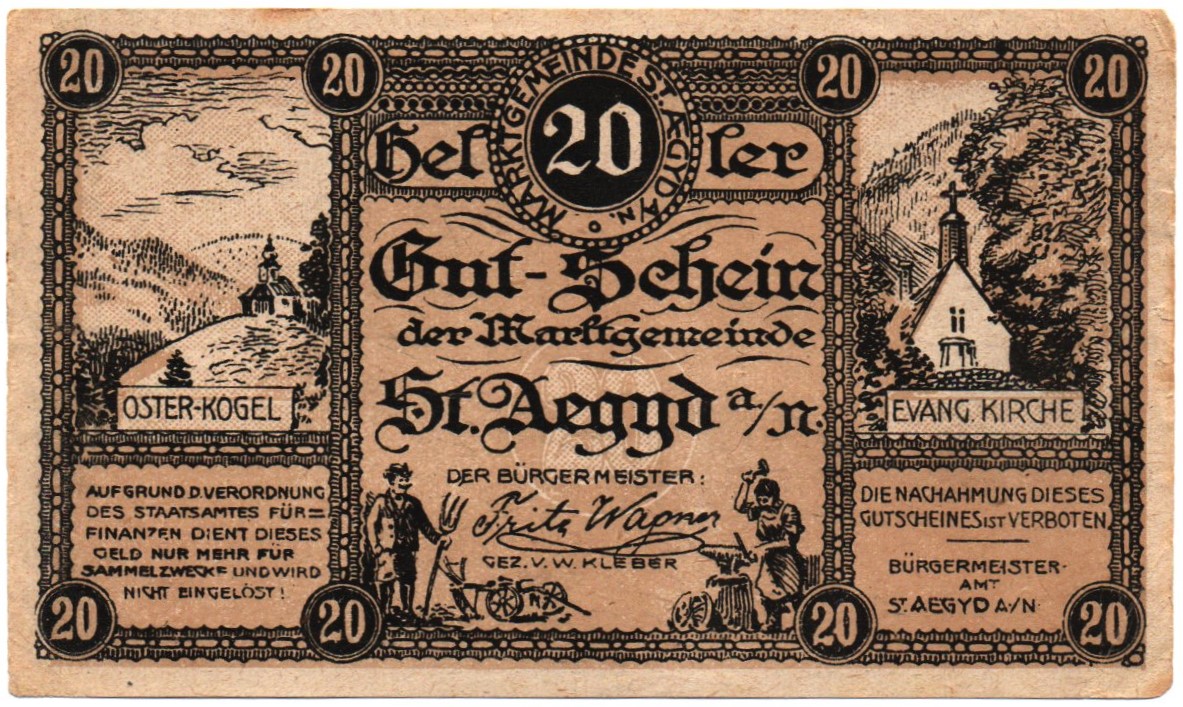 20
20
20
20
MARKTGEMEINDE ST. ÆGYD A/N.
20
Hel
ler
Gut-Schein
der Marktgemeinde
St. Aegyd a/N.
20
DER BÜRGERMEISTER:
Fritz Wagner
GEZ. V. W. KLEBER
OSTER-KOGEL
AUFGRUND D. VERORDNUNG
DES STAATSAMTES FÜR=
FINANZEN DIENT DIESES
GELD NUR MEHR FÜR
SAMMELZWECKE UND WIRD
NICHT EINGELÖST!
EVANG. KIRCHE
DIE NACHAHMUNG DIESES
GUTSCHEINES IST VERBOTEN.
BÜRGERMEISTER-
AMT
ST. AEGYD A/N.
20
20
20
20